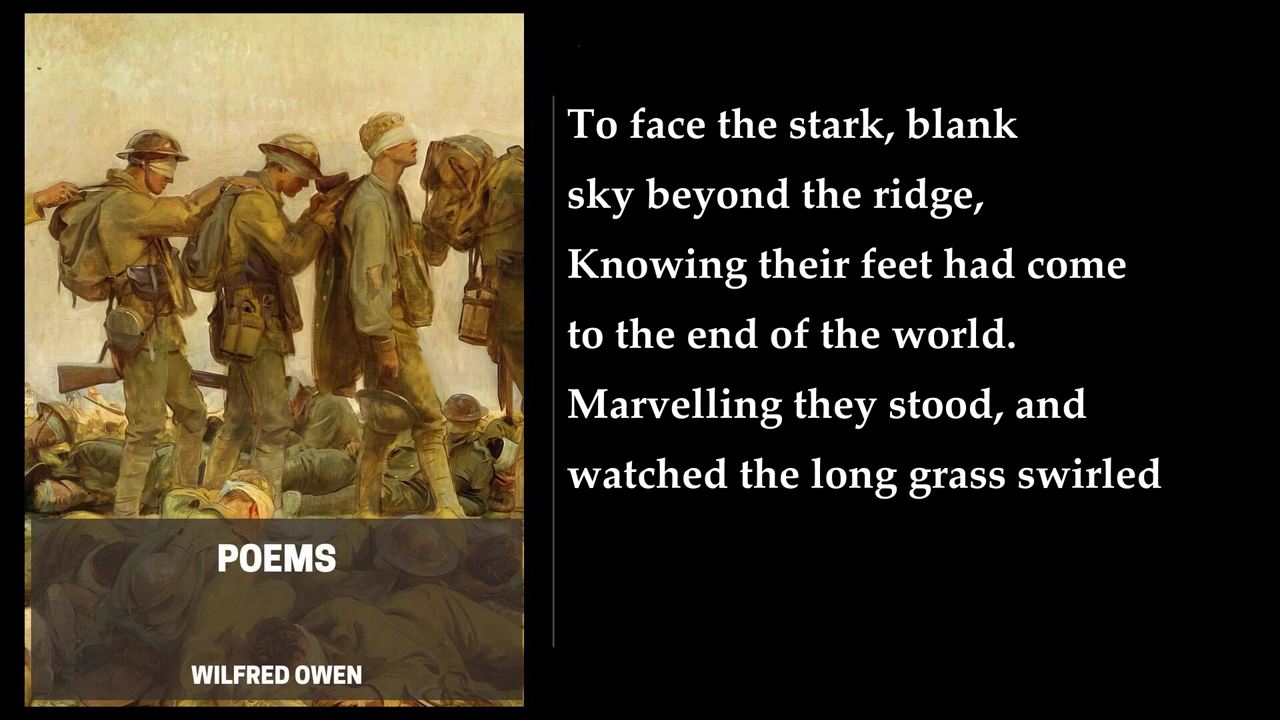 POEMS
WILFRED OWEN
To face the stark, blank
sky beyond the ridge,
Knowing their feet had come
to the end of the world.
Marvelling they stood, and
watched the long grass swirled